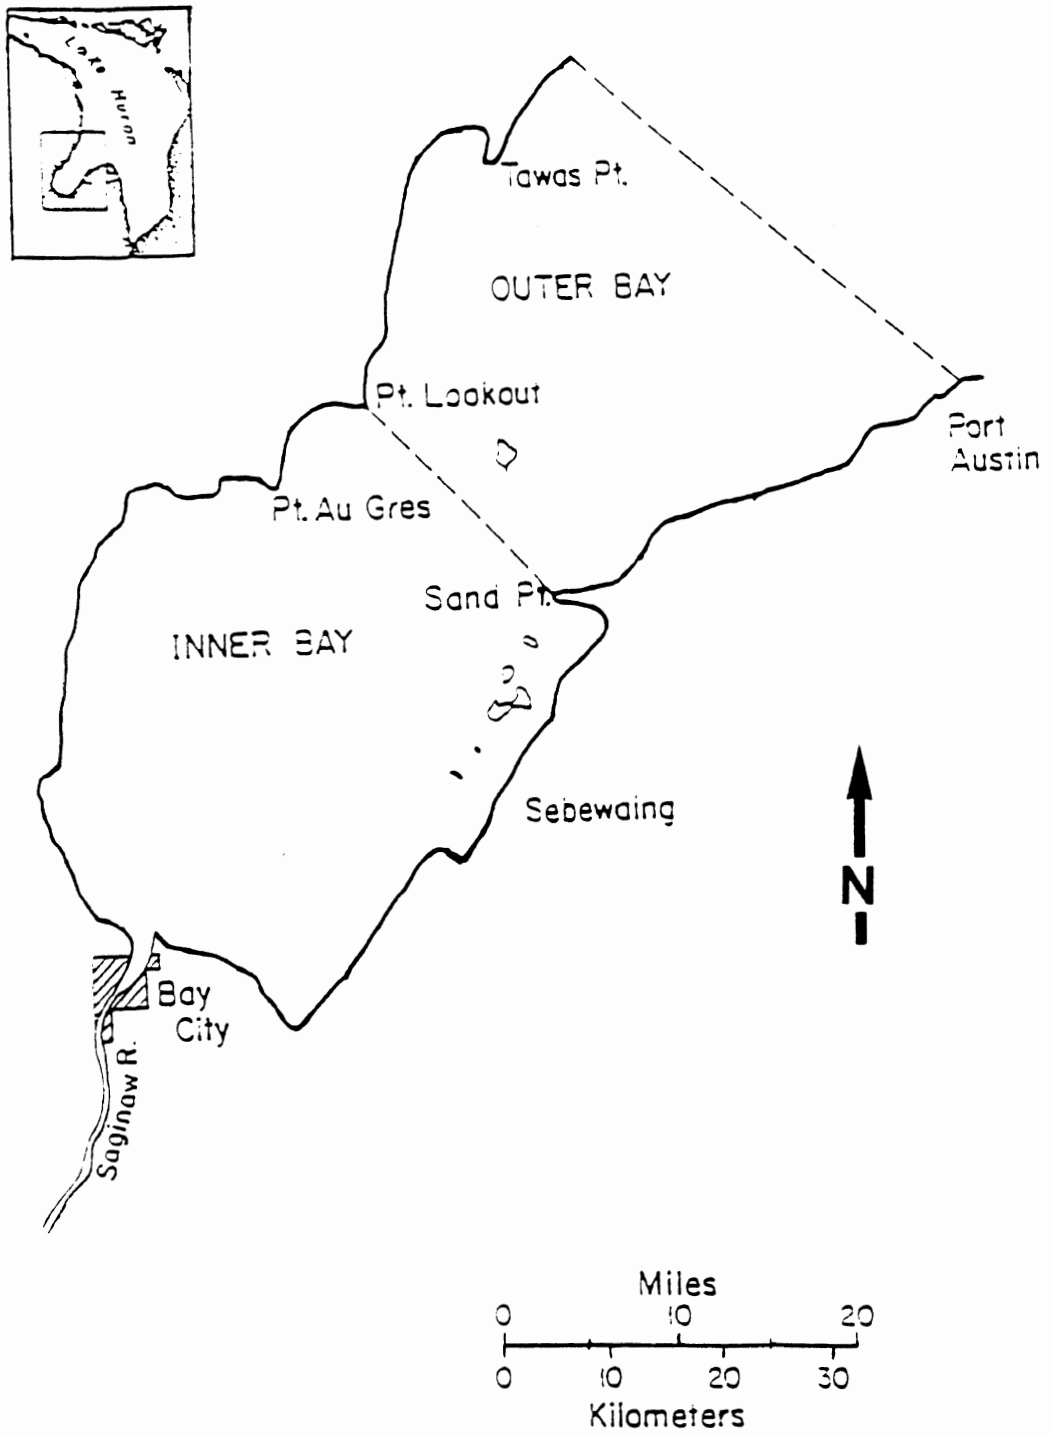 Lake Huron
Tawas Pt.
OUTER BAY
Pt. Lookout
Port
Austin
Pt. Au Gres
Sand Pt.
INNER BAY
Sebewaing
N
Bay
City
Saginaw R.
Miles
0 10 20
0 10 20 30
Kilometers